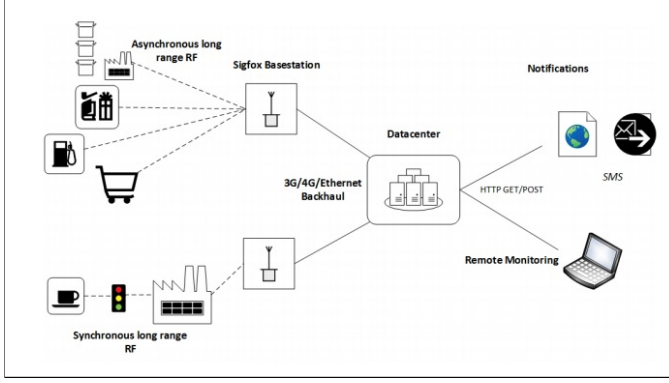 Asynchronous long
range RF
Sigfox Basestation
Notifications
Datacenter
3G/4G/Ethernet
Backhaul
HTTP GET/POST
SMS
Remote Monitoring
Synchronous long range
RF